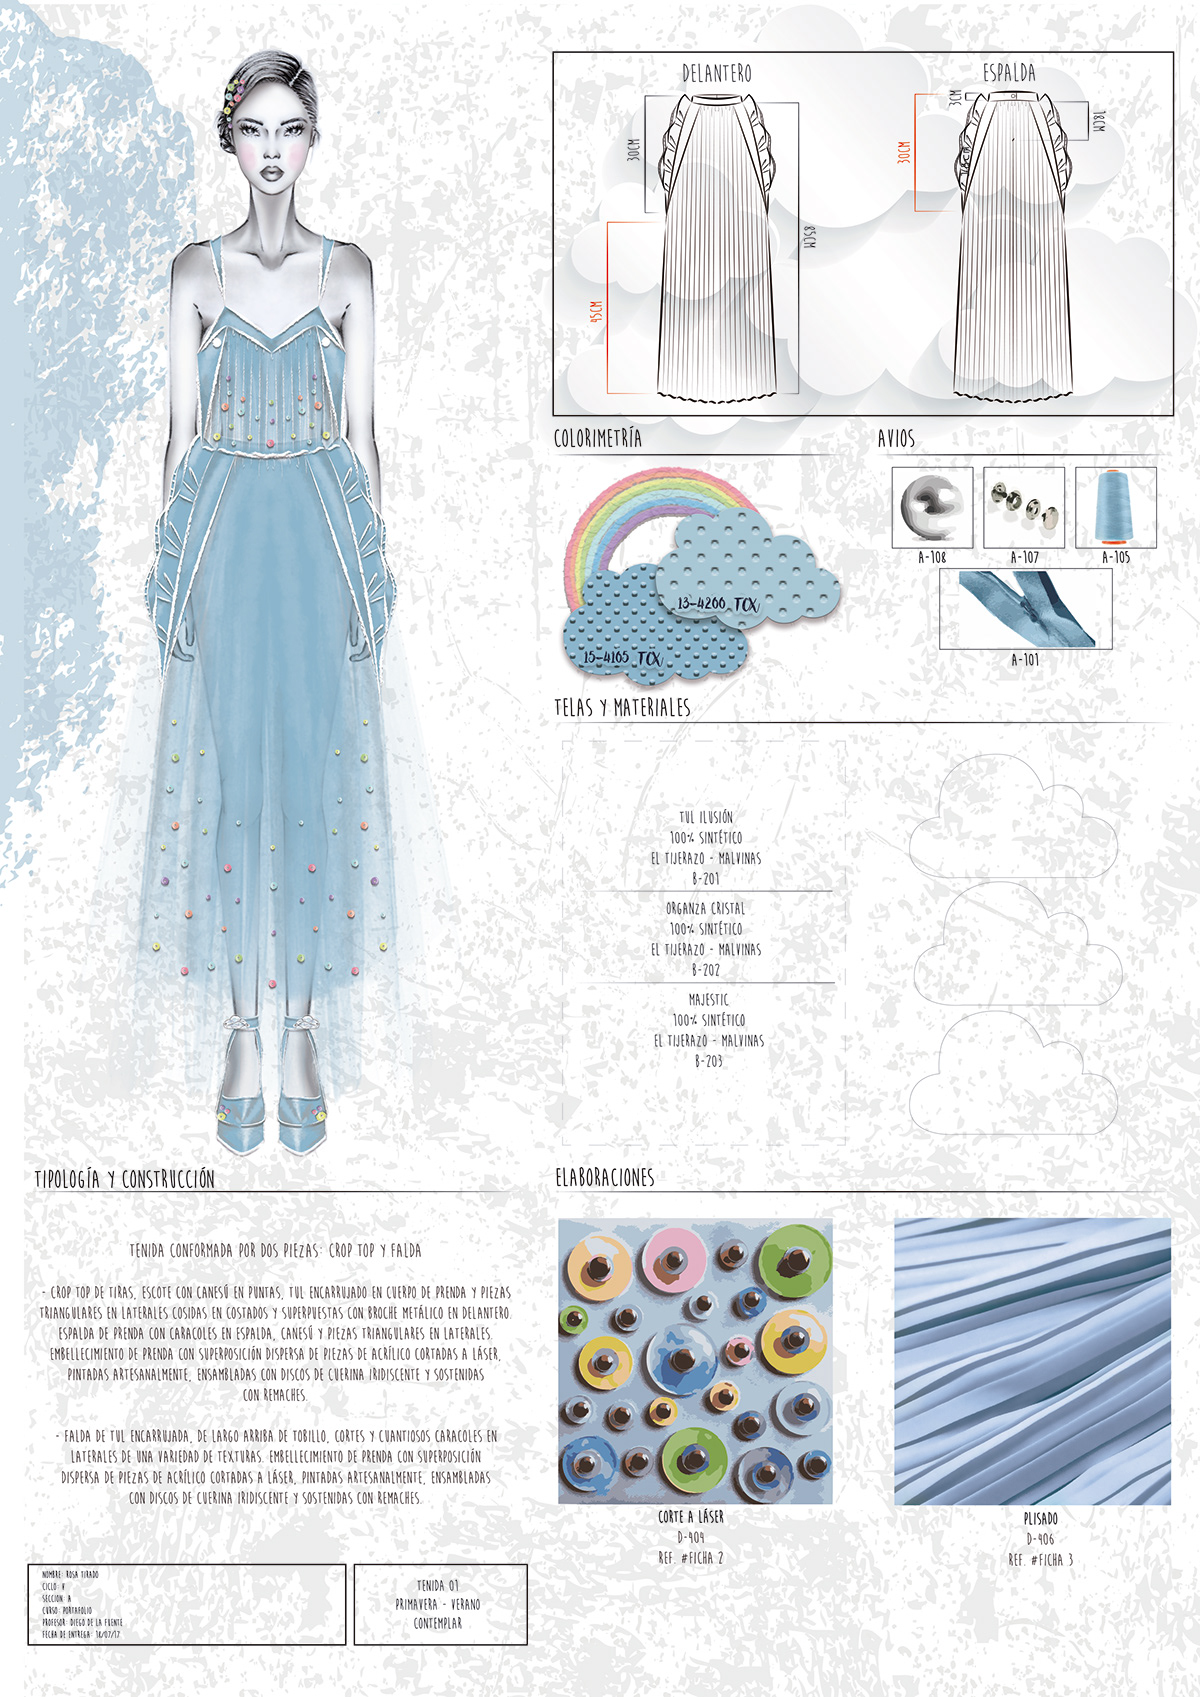 DELANTERO
ESPALDA
30CM
85CM
45CM
3CM
18CM
30CM
COLORIMETRÍA
AVIOS
13-4200 TCX
15-4105 TCX
A-108
A-107
A-105
A-101
TELAS Y MATERIALES
TUL ILUSIÓN
100% SINTÉTICO
EL TIJERAZO - MALVINAS
B-201
ORGANZA CRISTAL
100% SINTÉTICO
EL TIJERAZO - MALVINAS
B-202
MAJESTIC
100% SINTÉTICO
EL TIJERAZO - MALVINAS
B-203
TIPOLOGÍA Y CONSTRUCCIÓN
TENIDA CONFORMADA POR DOS PIEZAS: CROP TOP Y FALDA
- CROP TOP DE TIRAS, ESCOTE CON CANESÚ EN PUNTAS, TUL ENCARRUJADO EN CUERPO DE PRENDA Y PIEZAS
TRIANGULARES EN LATERALES COSIDAS EN COSTADOS Y SUPERPUESTAS CON BROCHE METÁLICO EN DELANTERO.
ESPALDA DE PRENDA CON CARACOLES EN ESPALDA, CANESÚ Y PIEZAS TRIANGULARES EN LATERALES.
EMBELLECIMIENTO DE PRENDA CON SUPERPOSICIÓN DISPERSA DE PIEZAS DE ACRÍLICO CORTADAS A LÁSER,
PINTADAS ARTESANALMENTE, ENSAMBLADAS CON DISCOS DE CUERINA IRIDISCENTE Y SOSTENIDAS
CON REMACHES.
- FALDA DE TUL ENCARRUJADA, DE LARGO ARRIBA DE TOBILLO, CORTES Y CUANTIOSOS CARACOLES EN
LATERALES DE UNA VARIEDAD DE TEXTURAS. EMBELLECIMIENTO DE PRENDA CON SUPERPOSICIÓN
DISPERSA DE PIEZAS DE ACRÍLICO CORTADAS A LÁSER, PINTADAS ARTESANALMENTE, ENSAMBLADAS
CON DISCOS DE CUERINA IRIDISCENTE Y SOSTENIDAS CON REMACHES.
ELABORACIONES
CORTE A LÁSER
D-404
REF. #FICHA 2
PLISADO
D-406
REF. #FICHA 3
NOMBRE: ROSA TIRADO
CICLO: V
SECCIÓN: A
CURSO: PORTAFOLIO
PROFESOR: DIEGO DE LA FUENTE
FECHA DE ENTREGA: 18/07/17
TENIDA 01
PRIMAVERA - VERANO
CONTEMPLAR